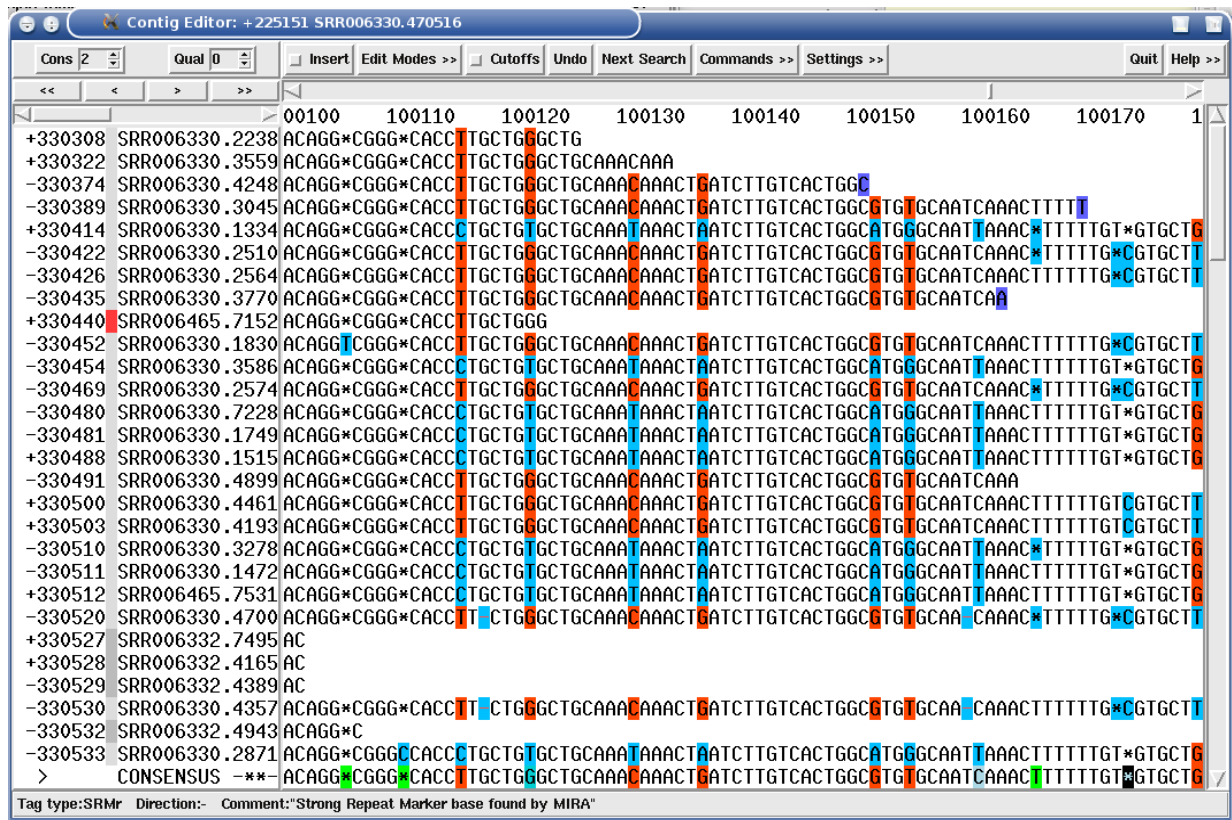 Contig Editor: +225151 SRR006330.470516
Cons 2 Qual 0 Insert Edit Modes >> Cutoffs Undo Next Search Commands >> Settings >> Quit Help >>
<< < > >>
00100 100110 100120 100130 100140 100150 100160 100170 1
+330308 SRR006330.2238 ACAGG*CGGG*CACCTTGCTGGGCTG
+330322 SRR006330.3559 ACAGG*CGGG*CACCTTGCTGGGCTGCAAACAAA
-330374 SRR006330.4248 ACAGG*CGGG*CACCTTGCTGGGCTGCAAACAAACTGATCTTGTCACTGGC
-330389 SRR006330.3045 ACAGG*CGGG*CACCTTGCTGGGCTGCAAACAAACTGATCTTGTCACTGGCGTGTGCAATCAAACTTTTT
+330414 SRR006330.1334 ACAGG*CGGG*CACCCTGCTGTGCTGCAAATAAACTAATCTTGTCACTGGCATGGGCAATTAAAC*TTTTTGT*GTGCTG
-330422 SRR006330.2510 ACAGG*CGGG*CACCTTGCTGGGCTGCAAACAAACTGATCTTGTCACTGGCGTGTGCAATCAAAC*TTTTTG*CGTGCTT
-330426 SRR006330.2564 ACAGG*CGGG*CACCTTGCTGGGCTGCAAACAAACTGATCTTGTCACTGGCGTGTGCAATCAAACTTTTTTG*CGTGCTT
-330435 SRR006330.3770 ACAGG*CGGG*CACCTTGCTGGGCTGCAAACAAACTGATCTTGTCACTGGCGTGTGCAATCAA
+330440 SRR006465.7152 ACAGG*CGGG*CACCTTGCTGGG
-330452 SRR006330.1830 ACAGGTCGGG*CACCTTGCTGGGCTGCAAACAAACTGATCTTGTCACTGGCGTGTGCAATCAAACTTTTTTG*CGTGCTT
-330454 SRR006330.3586 ACAGG*CGGG*CACCCTGCTGTGCTGCAAATAAACTAATCTTGTCACTGGCATGGGCAATTAAACTTTTTTGT*GTGCTG
-330469 SRR006330.2574 ACAGG*CGGG*CACCTTGCTGGGCTGCAAACAAACTGATCTTGTCACTGGCGTGTGCAATCAAAC*TTTTTG*CGTGCTT
-330480 SRR006330.7228 ACAGG*CGGG*CACCCTGCTGTGCTGCAAATAAACTAATCTTGTCACTGGCATGGGCAATTAAACTTTTTTGT*GTGCTG
-330481 SRR006330.1749 ACAGG*CGGG*CACCCTGCTGTGCTGCAAATAAACTAATCTTGTCACTGGCATGGGCAATTAAACTTTTTTGT*GTGCTG
+330488 SRR006330.1515 ACAGG*CGGG*CACCCTGCTGTGCTGCAAATAAACTAATCTTGTCACTGGCATGGGCAATTAAACTTTTTTGT*GTGCTG
-330491 SRR006330.4899 ACAGG*CGGG*CACCTTGCTGGGCTGCAAACAAACTGATCTTGTCACTGGCGTGTGCAATCAAA
+330500 SRR006330.4461 ACAGG*CGGG*CACCTTGCTGGGCTGCAAACAAACTGATCTTGTCACTGGCGTGTGCAATCAAACTTTTTTGTCGTGCTT
+330503 SRR006330.4193 ACAGG*CGGG*CACCTTGCTGGGCTGCAAACAAACTGATCTTGTCACTGGCGTGTGCAATCAAACTTTTTTGTCGTGCTT
-330510 SRR006330.3278 ACAGG*CGGG*CACCCTGCTGTGCTGCAAATAAACTAATCTTGTCACTGGCATGGGCAATTAAAC*TTTTTGT*GTGCTG
-330511 SRR006330.1472 ACAGG*CGGG*CACCCTGCTGTGCTGCAAATAAACTAATCTTGTCACTGGCATGGGCAATTAAACTTTTTTGT*GTGCTG
+330512 SRR006465.7531 ACAGG*CGGG*CACCCTGCTGTGCTGCAAATAAACTAATCTTGTCACTGGCATGGGCAATTAAACTTTTTTGT*GTGCTG
-330520 SRR006330.4700 ACAGG*CGGG*CACCTT-CTGGGCTGCAAACAAACTGATCTTGTCACTGGCGTGTGCAA-CAAAC*TTTTTG*CGTGCTT
+330527 SRR006332.7495 AC
+330528 SRR006332.4165 AC
-330529 SRR006332.4389 AC
-330530 SRR006330.4357 ACAGG*CGGG*CACCTT-CTGGGCTGCAAACAAACTGATCTTGTCACTGGCGTGTGCAA-CAAACTTTTTTG*CGTGCTT
-330532 SRR006332.4943 ACAGG*C
-330533 SRR006330.2871 ACAGG*CGGGCCACCCTGCTGTGCTGCAAATAAACTAATCTTGTCACTGGCATGGGCAATTAAACTTTTTTGT*GTGCTG
> CONSENSUS -**- ACAGG*CGGG*CACCTTGCTGGGCTGCAAACAAACTGATCTTGTCACTGGCGTGTGCAATCAAACTTTTTTGT*GTGCTG
Tag type:SRMr Direction:- Comment:"Strong Repeat Marker base found by MIRA"